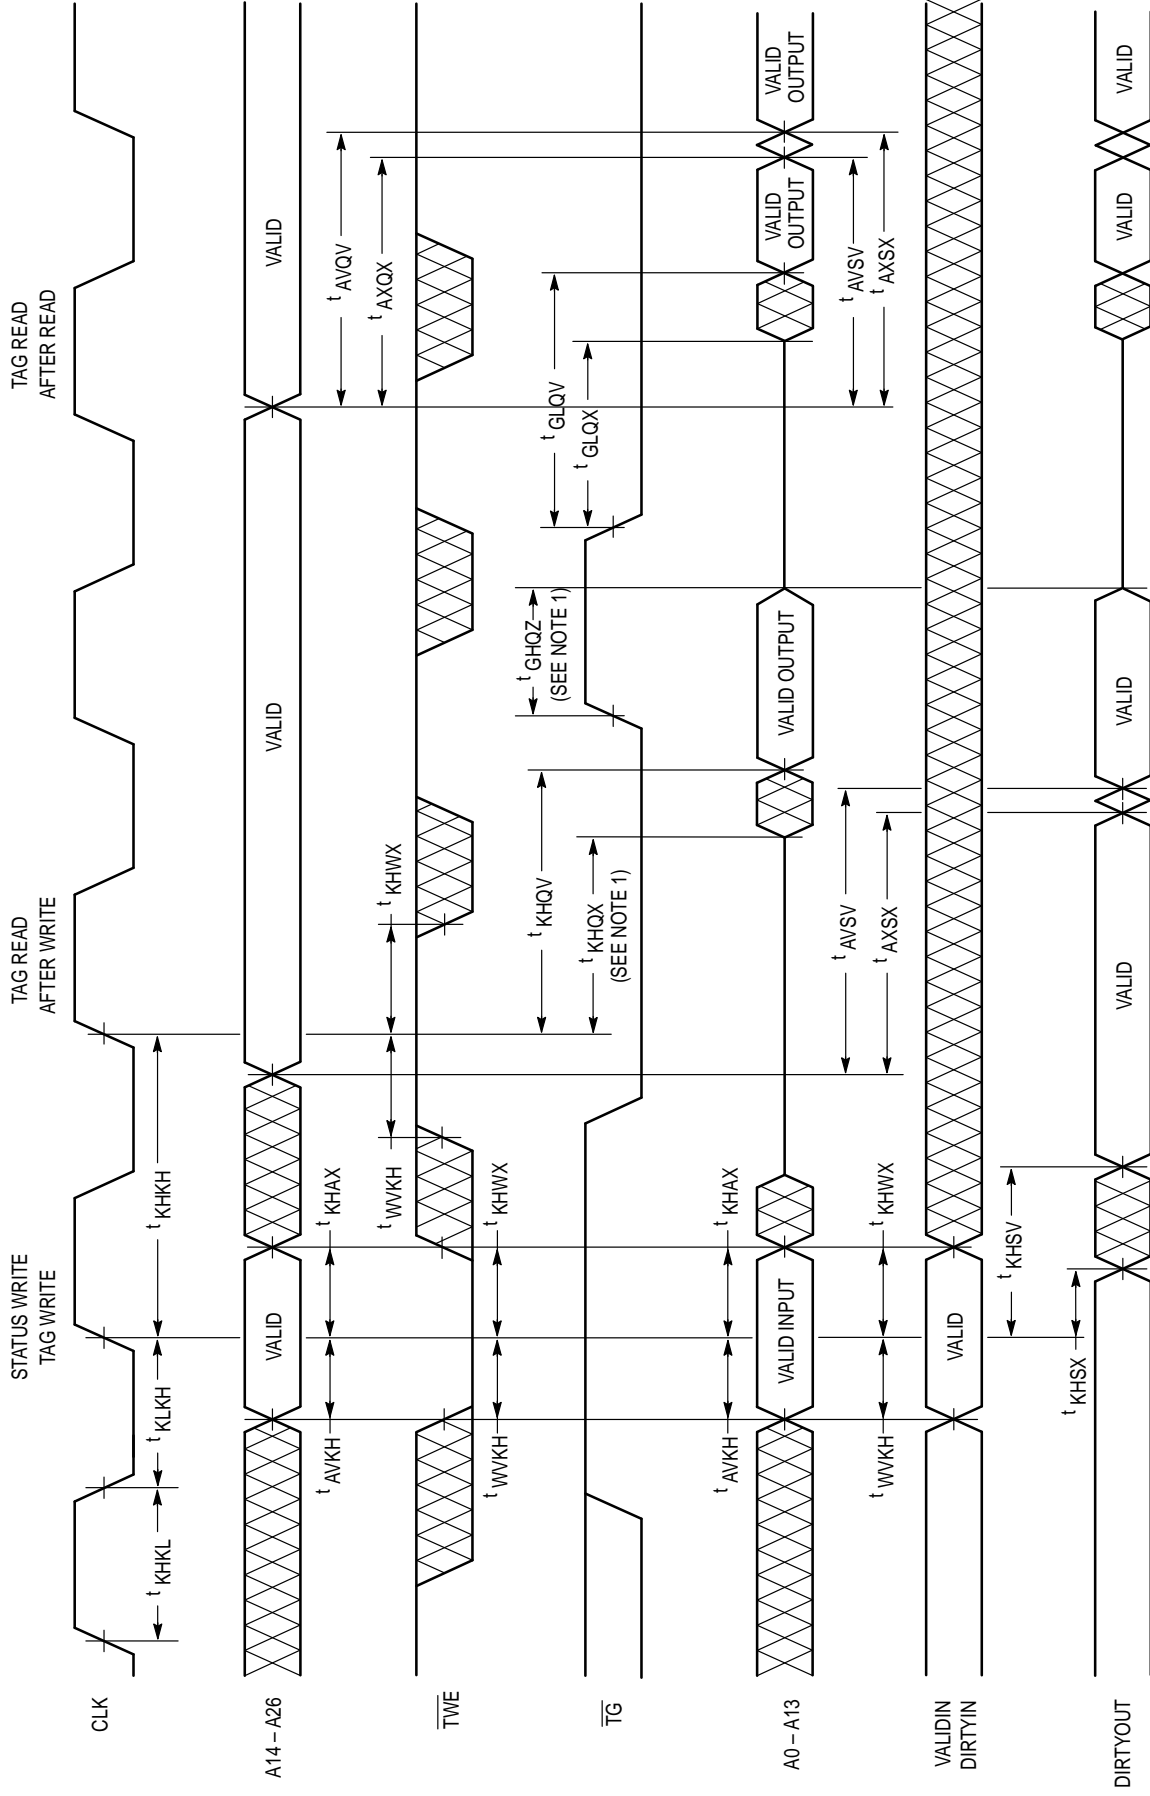 STATUS WRITE
TAG WRITE
TAG READ
AFTER WRITE
TAG READ
AFTER READ
CLK
t KHKL
t KLKH
t KHKH
A14 – A26
VALID
VALID
VALID
t AVKH
t KHAX
t AVQV
t AXQX
TWE
t WVKH
t KHWX
t WVKH
t KHWX
TG
t KHQV
t KHQX
(SEE NOTE 1)
t GHQZ
(SEE NOTE 1)
t GLQV
t GLQX
t AVKH
t KHAX
A0 – A13
VALID INPUT
VALID OUTPUT
VALID
OUTPUT
VALID
OUTPUT
t WVKH
t KHWX
t AVSV
t AXSX
t AVSV
t AXSX
VALIDIN
DIRTYIN
VALID
t KHSV
t KHSX
DIRTYOUT
VALID
VALID
VALID
VALID